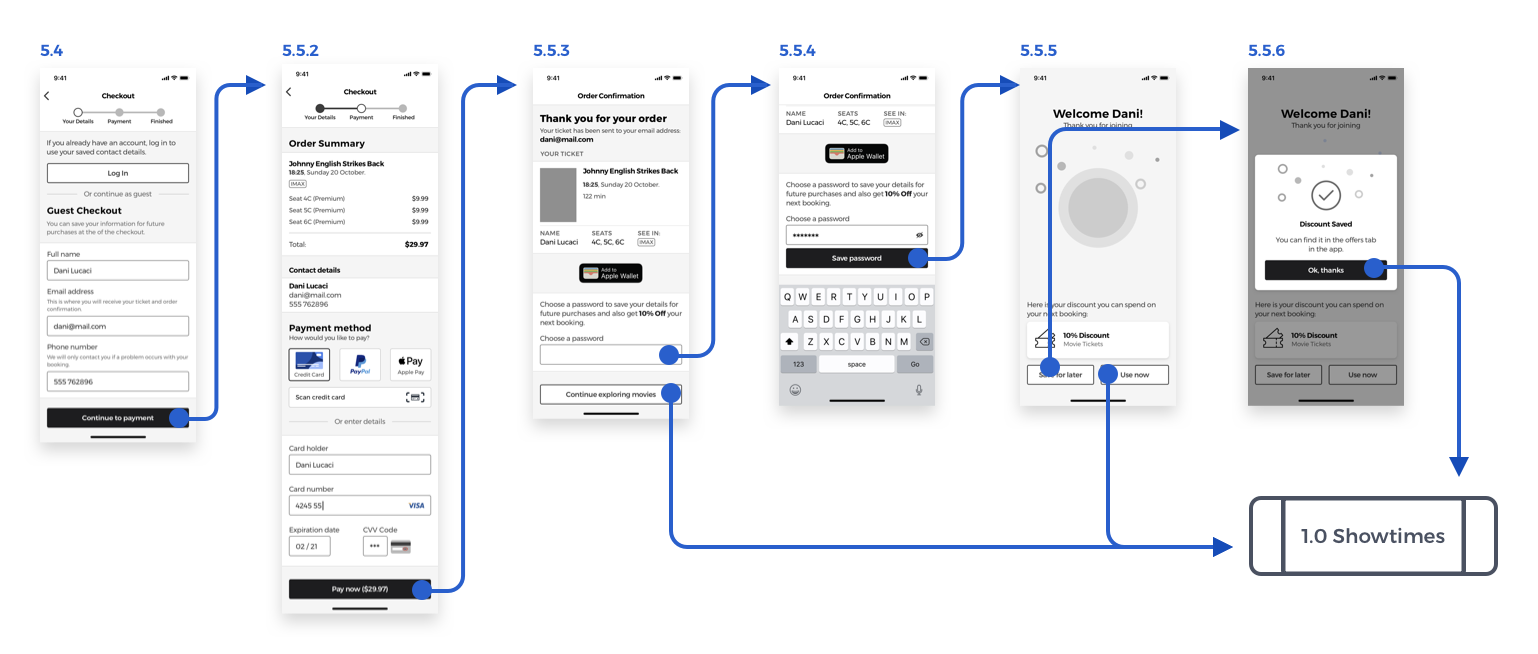 5.4
9:41
Checkout
Your Details
Payment
Finished
If you already have an account, log in to
use your saved contact details.
Log In
Or continue as guest
Guest Checkout
You can save your information for future
purchases at the of the checkout.
Full name
Dani Lucaci
Email address
This is where you will receive your ticket and order
confirmation.
dani@mail.com
Phone number
We will only contact you if a problem occurs with your
booking.
555 762896
Continue to payment
5.5.2
9:41
Checkout
Your Details
Payment
Finished
Order Summary
Johnny English Strikes Back
18:25, Sunday 20 October.
IMAX
Seat 4C (Premium) $9.99
Seat 5C (Premium) $9.99
Seat 6C (Premium) $9.99
Total: $29.97
Contact details
Dani Lucaci
dani@mail.com
555 762896
Payment method
How would you like to pay?
Credit Card
PayPal
Pay
Apple Pay
Scan credit card
Or enter details
Card holder
Dani Lucaci
Card number
4245 55
VISA
Expiration date
CVV Code
02 / 21
***
Pay now ($29.97)
5.5.3
9:41
Order Confirmation
Thank you for your order
Your ticket has been sent to your email address:
dani@mail.com
YOUR TICKET
Johnny English Strikes Back
18:25, Sunday 20 October.
122 min
NAME SEATS SEE IN:
Dani Lucaci 4C, 5C, 6C IMAX
Add to
Apple Wallet
Choose a password to save your details for
future purchases and also get 10% Off your
next booking.
Choose a password
Continue exploring movies
5.5.4
9:41
Order Confirmation
NAME SEATS SEE IN:
Dani Lucaci 4C, 5C, 6C IMAX
Add to
Apple Wallet
Choose a password to save your details for
future purchases and also get 10% Off your
next booking.
Choose a password
*******
Save password
Q W E R T Y U I O P
A S D F G H J K L
Z X C V B N M
123 space Go
5.5.5
9:41
Welcome Dani!
Thank you for joining
Here is your discount you can spend on
your next booking:
10% Discount
Movie Tickets
Save for later
Use now
5.5.6
9:41
Welcome Dani!
Thank you for joining
Discount Saved
You can find it in the offers tab
in the app.
Ok, thanks
Here is your discount you can spend on
your next booking:
10% Discount
Movie Tickets
Save for later
Use now
1.0 Showtimes